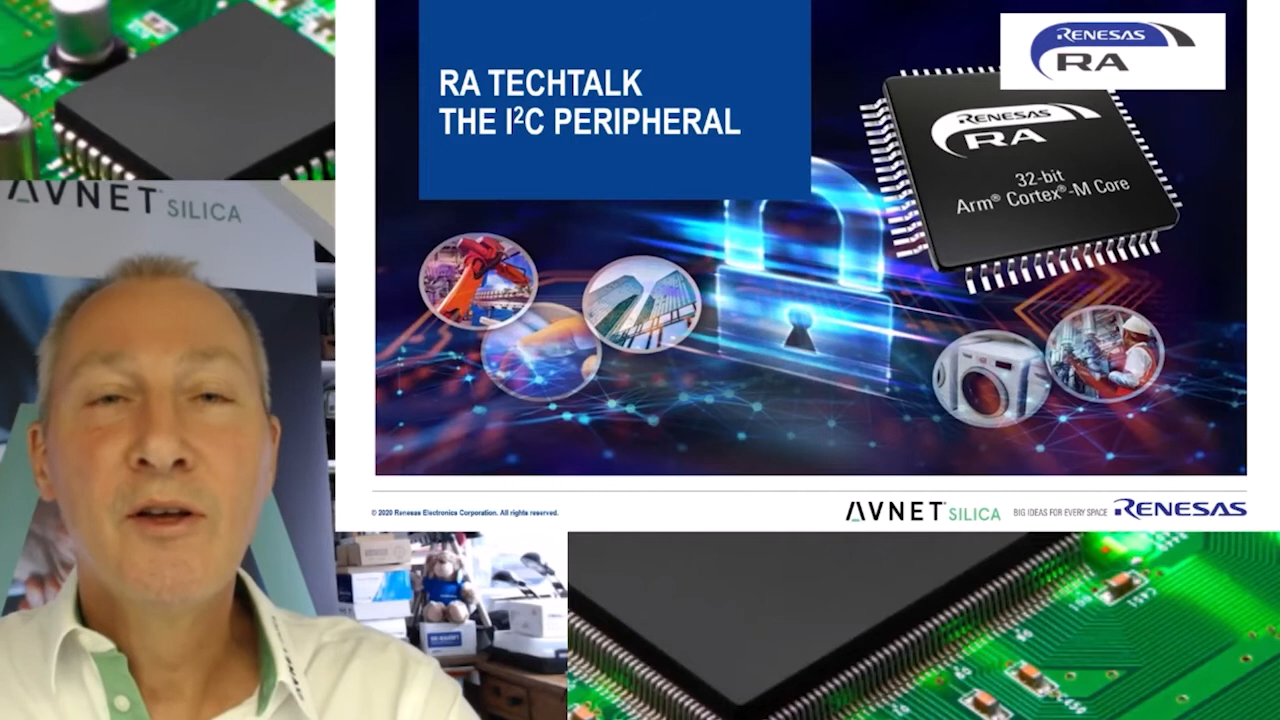 RA TECHTALK
THE I²C PERIPHERAL
RENESAS
RA
RENESAS
RA
32-bit
Arm® Cortex®-M Core
AVNET® SILICA
© 2020 Renesas Electronics Corporation. All rights reserved.
AVNET® SILICA
BIG IDEAS FOR EVERY SPACE
RENESAS
C451